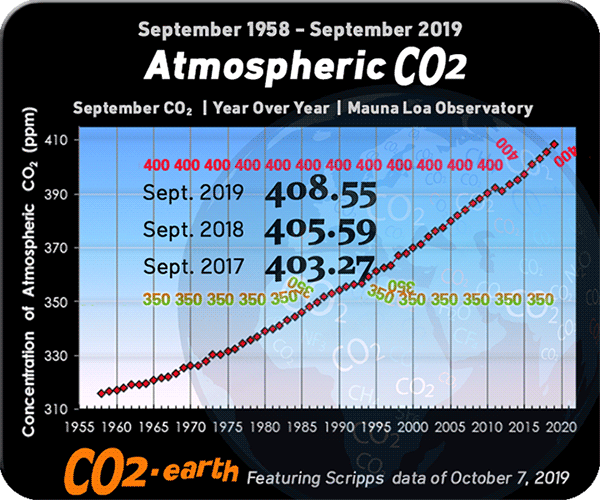 September 1958 – September 2019
Atmospheric CO2
September CO₂ | Year Over Year | Mauna Loa Observatory
Concentration of Atmospheric CO₂ (ppm)
410
390
370
350
330
310
400 400 400 400 400 400 400 400 400 400 400 400 400 400
Sept. 2019 408.55
Sept. 2018 405.59
Sept. 2017 403.27
350 350 350 350 350 350 350 350 350 350 350 350 350
CO2
CO2
CO2
CO2
1955 1960 1965 1970 1975 1980 1985 1990 1995 2000 2005 2010 2015 2020
CO2·earth Featuring Scripps data of October 7, 2019